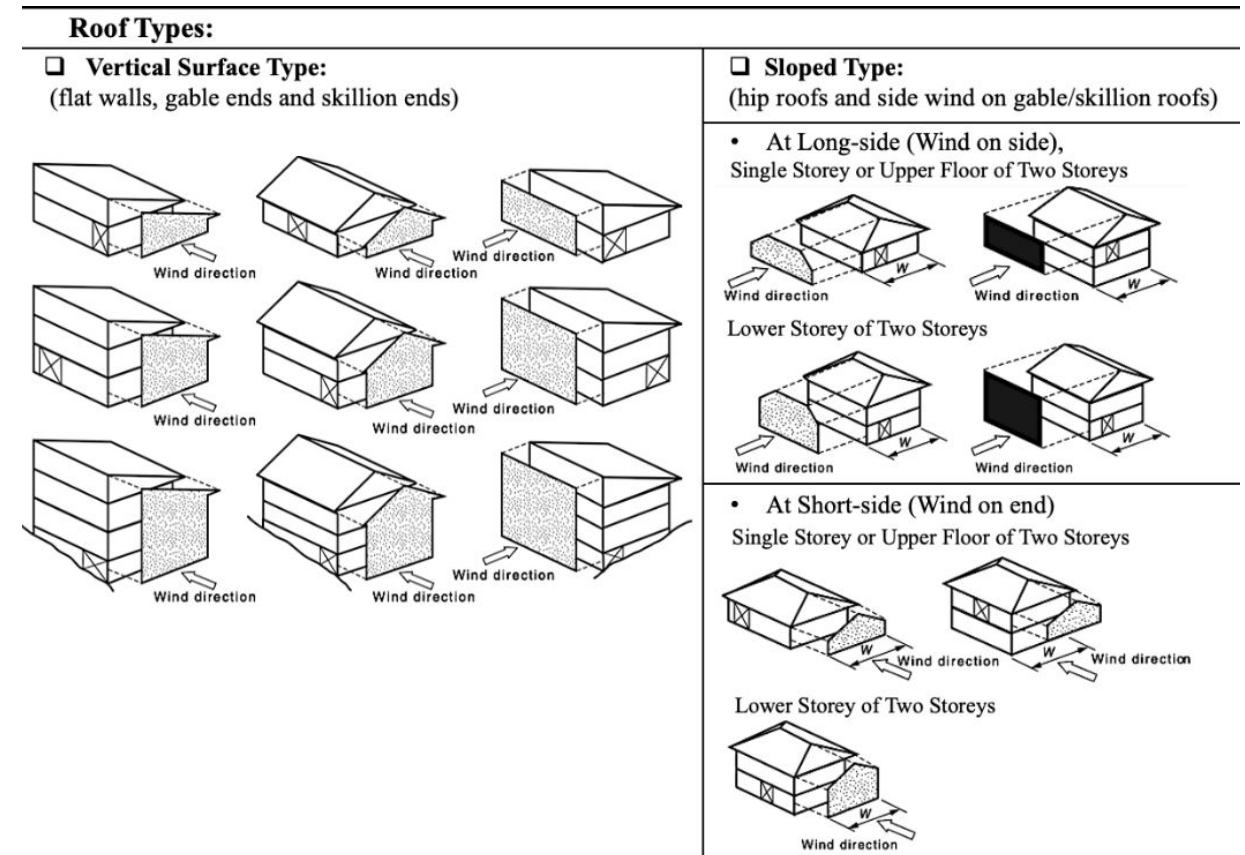 Roof Types:
❑ Vertical Surface Type:
(flat walls, gable ends and skillion ends)
Wind direction
Wind direction
Wind direction
Wind direction
Wind direction
Wind direction
Wind direction
Wind direction
Wind direction
❑ Sloped Type:
(hip roofs and side wind on gable/skillion roofs)
• At Long-side (Wind on side),
Single Storey or Upper Floor of Two Storeys
W
Wind direction
W
Wind direction
Lower Storey of Two Storeys
W
Wind direction
W
Wind direction
• At Short-side (Wind on end)
Single Storey or Upper Floor of Two Storeys
W
Wind direction
W
Wind direction
Lower Storey of Two Storeys
W
Wind direction